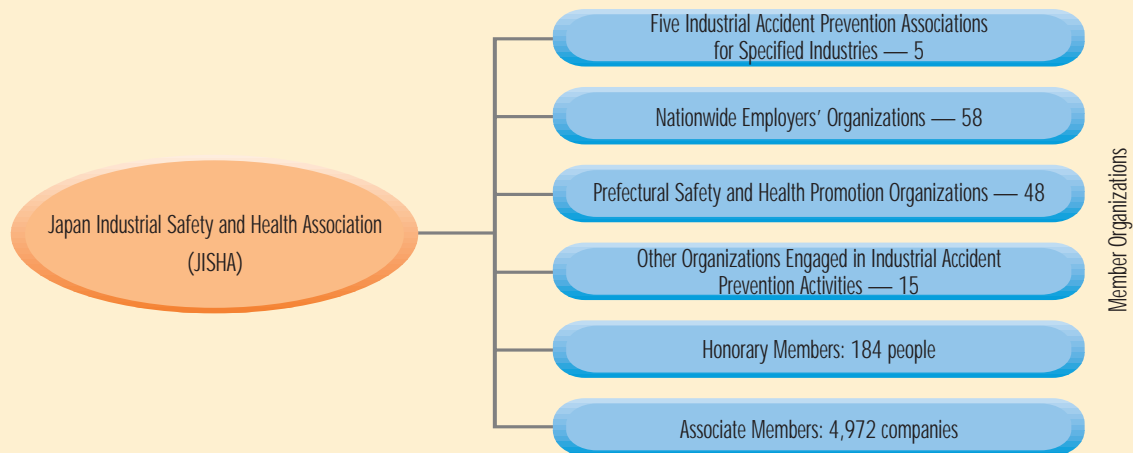 Japan Industrial Safety and Health Association
(JISHA)
Five Industrial Accident Prevention Associations
for Specified Industries — 5
Nationwide Employers’ Organizations — 58
Prefectural Safety and Health Promotion Organizations — 48
Other Organizations Engaged in Industrial Accident
Prevention Activities — 15
Honorary Members: 184 people
Associate Members: 4,972 companies
Member Organizations